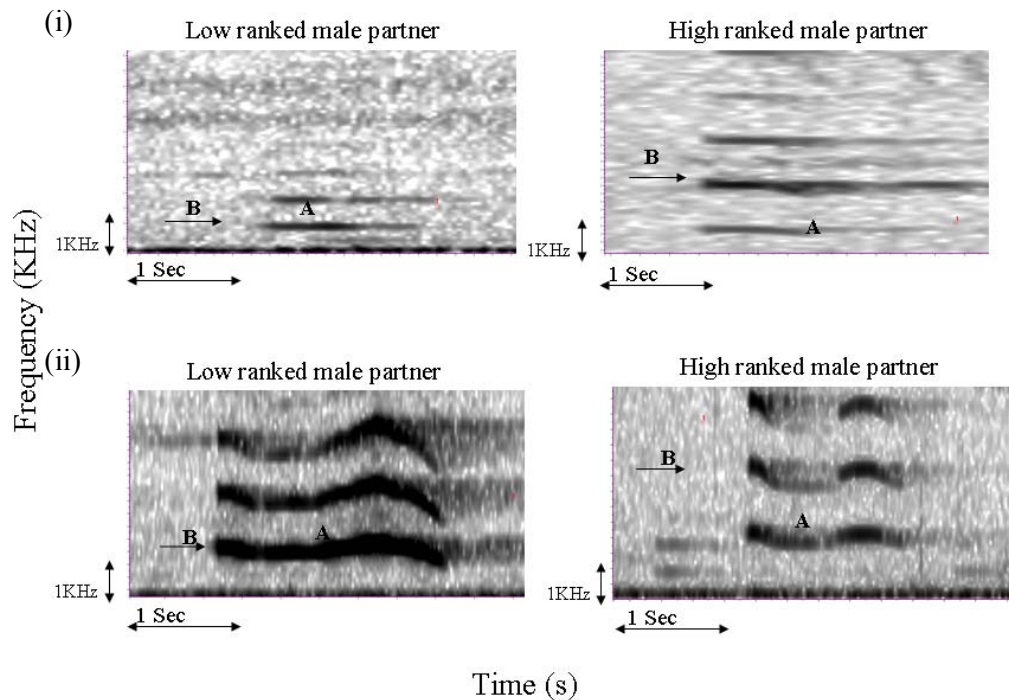 (i)
Low ranked male partner
High ranked male partner
B
A
1KHz
1 Sec
B
A
1KHz
1 Sec
Frequency (KHz)
(ii)
Low ranked male partner
High ranked male partner
B
A
1KHz
1 Sec
B
A
1KHz
1 Sec
Time (s)